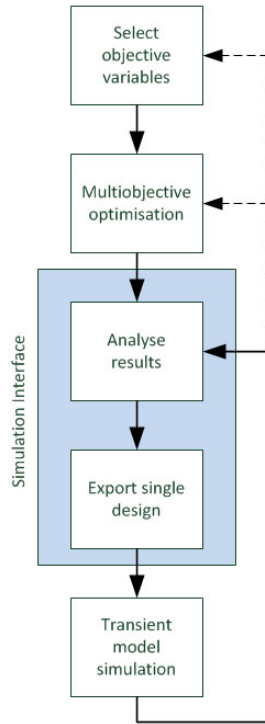 Select
objective
variables
Multiobjective
optimisation
Simulation Interface
Analyse
results
Export single
design
Transient
model
simulation